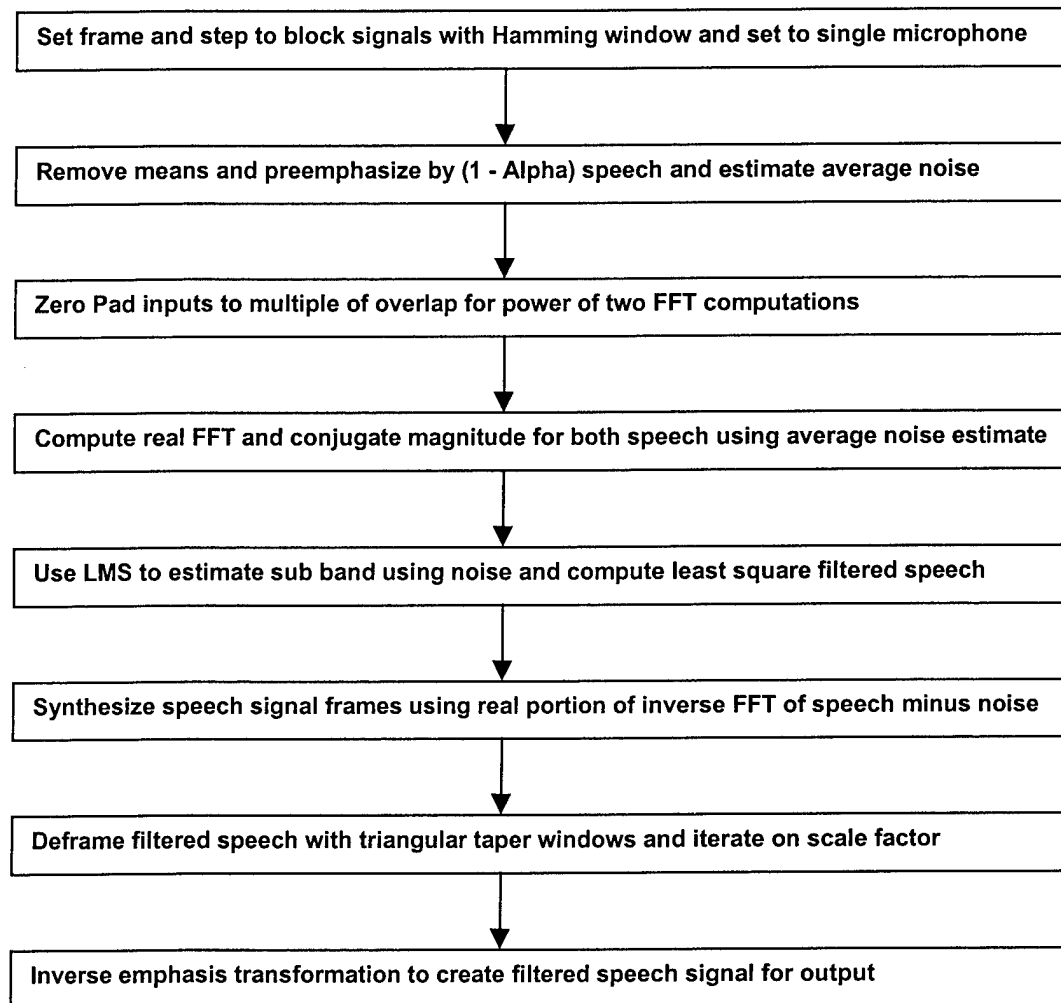 Set frame and step to block signals with Hamming window and set to single microphone
Remove means and preemphasize by (1 - Alpha) speech and estimate average noise
Zero Pad inputs to multiple of overlap for power of two FFT computations
Compute real FFT and conjugate magnitude for both speech using average noise estimate
Use LMS to estimate sub band using noise and compute least square filtered speech
Synthesize speech signal frames using real portion of inverse FFT of speech minus noise
Deframe filtered speech with triangular taper windows and iterate on scale factor
Inverse emphasis transformation to create filtered speech signal for output